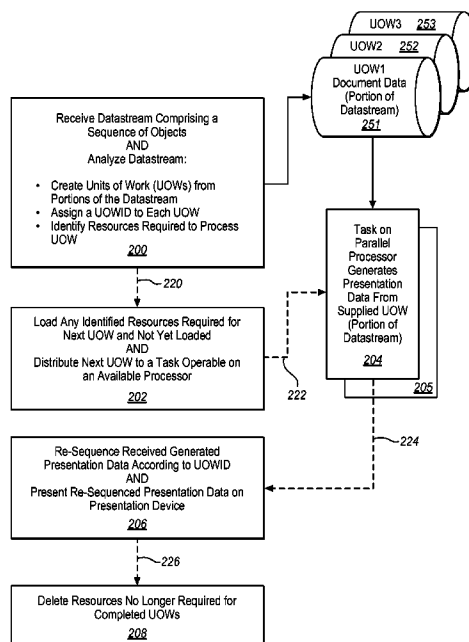 UOW3 253
UOW2 252
UOW1
Document Data
(Portion of
Datastream)
251
Receive Datastream Comprising a
Sequence of Objects
AND
Analyze Datastream:
• Create Units of Work (UOWs) from
Portions of the Datastream
• Assign a UOWID to Each UOW
• Identify Resources Required to Process
UOW
200
220
Task on
Parallel
Processor
Generates
Presentation
Data From
Supplied UOW
(Portion of
Datastream)
204
205
Load Any Identified Resources Required for
Next UOW and Not Yet Loaded
AND
Distribute Next UOW to a Task Operable on
an Available Processor
202
222
224
Re-Sequence Received Generated
Presentation Data According to UOWID
AND
Present Re-Sequenced Presentation Data on
Presentation Device
206
226
Delete Resources No Longer Required for
Completed UOWs
208